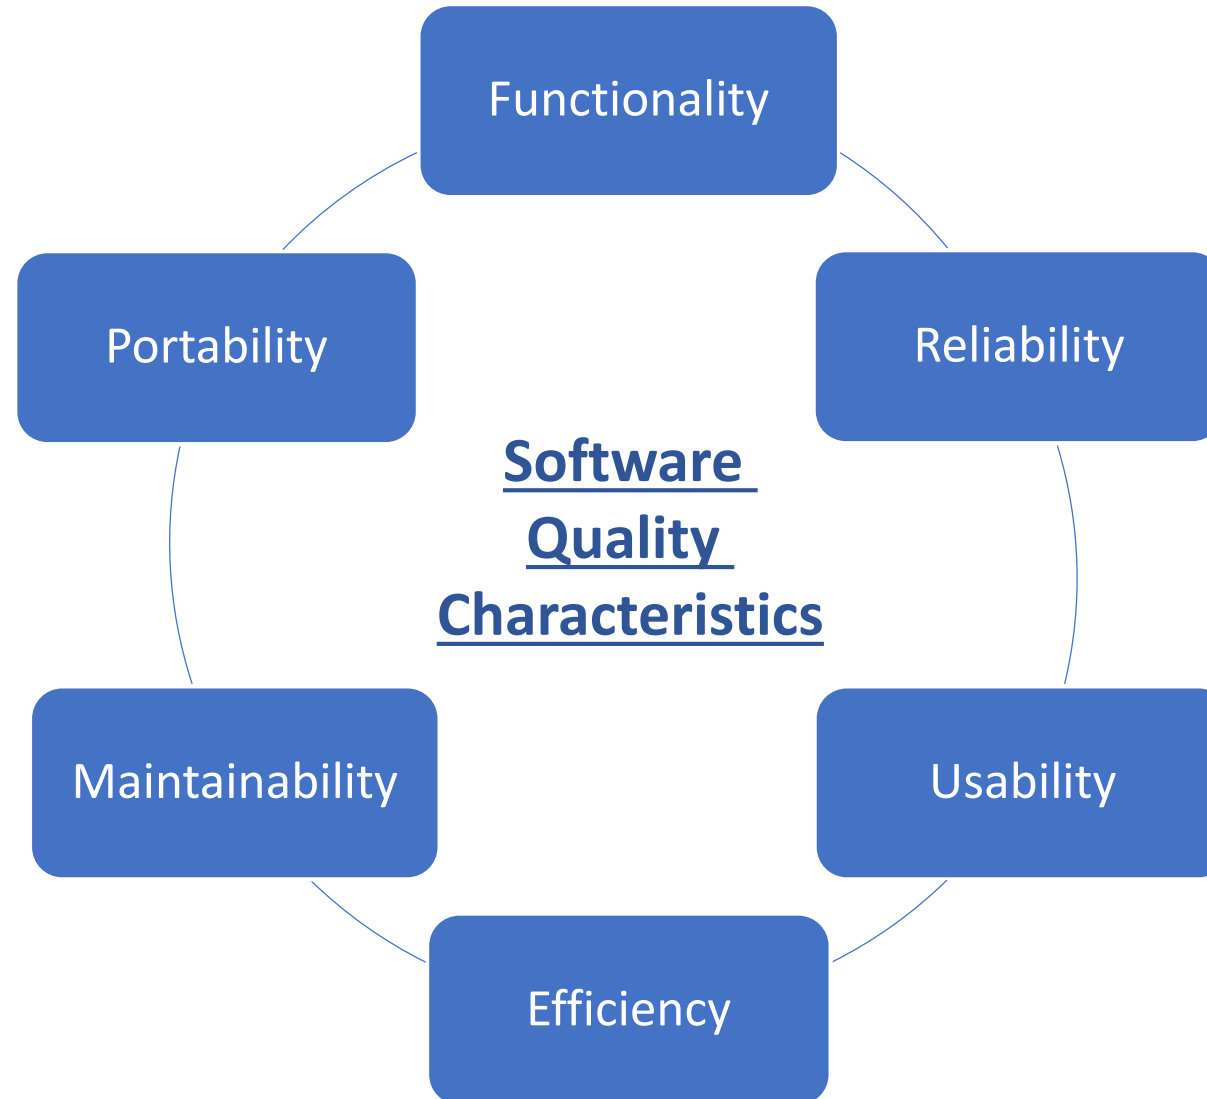 Functionality
Portability
Reliability
Software
Quality
Characteristics
Maintainability
Usability
Efficiency